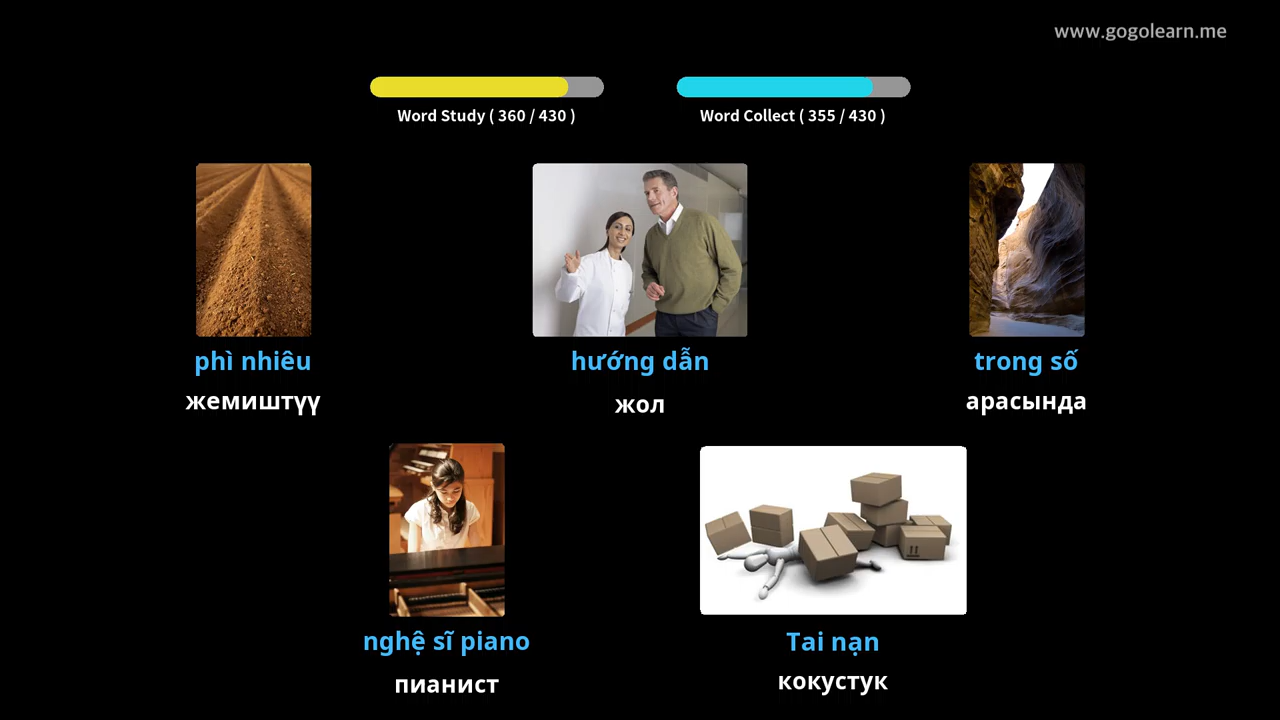 www.gogolearn.me
Word Study ( 360 / 430 )
Word Collect ( 355 / 430 )
phì nhiêu
жемиштүү
hướng dẫn
жол
trong số
арасында
nghệ sĩ piano
пианист
Tai nạn
кокустук